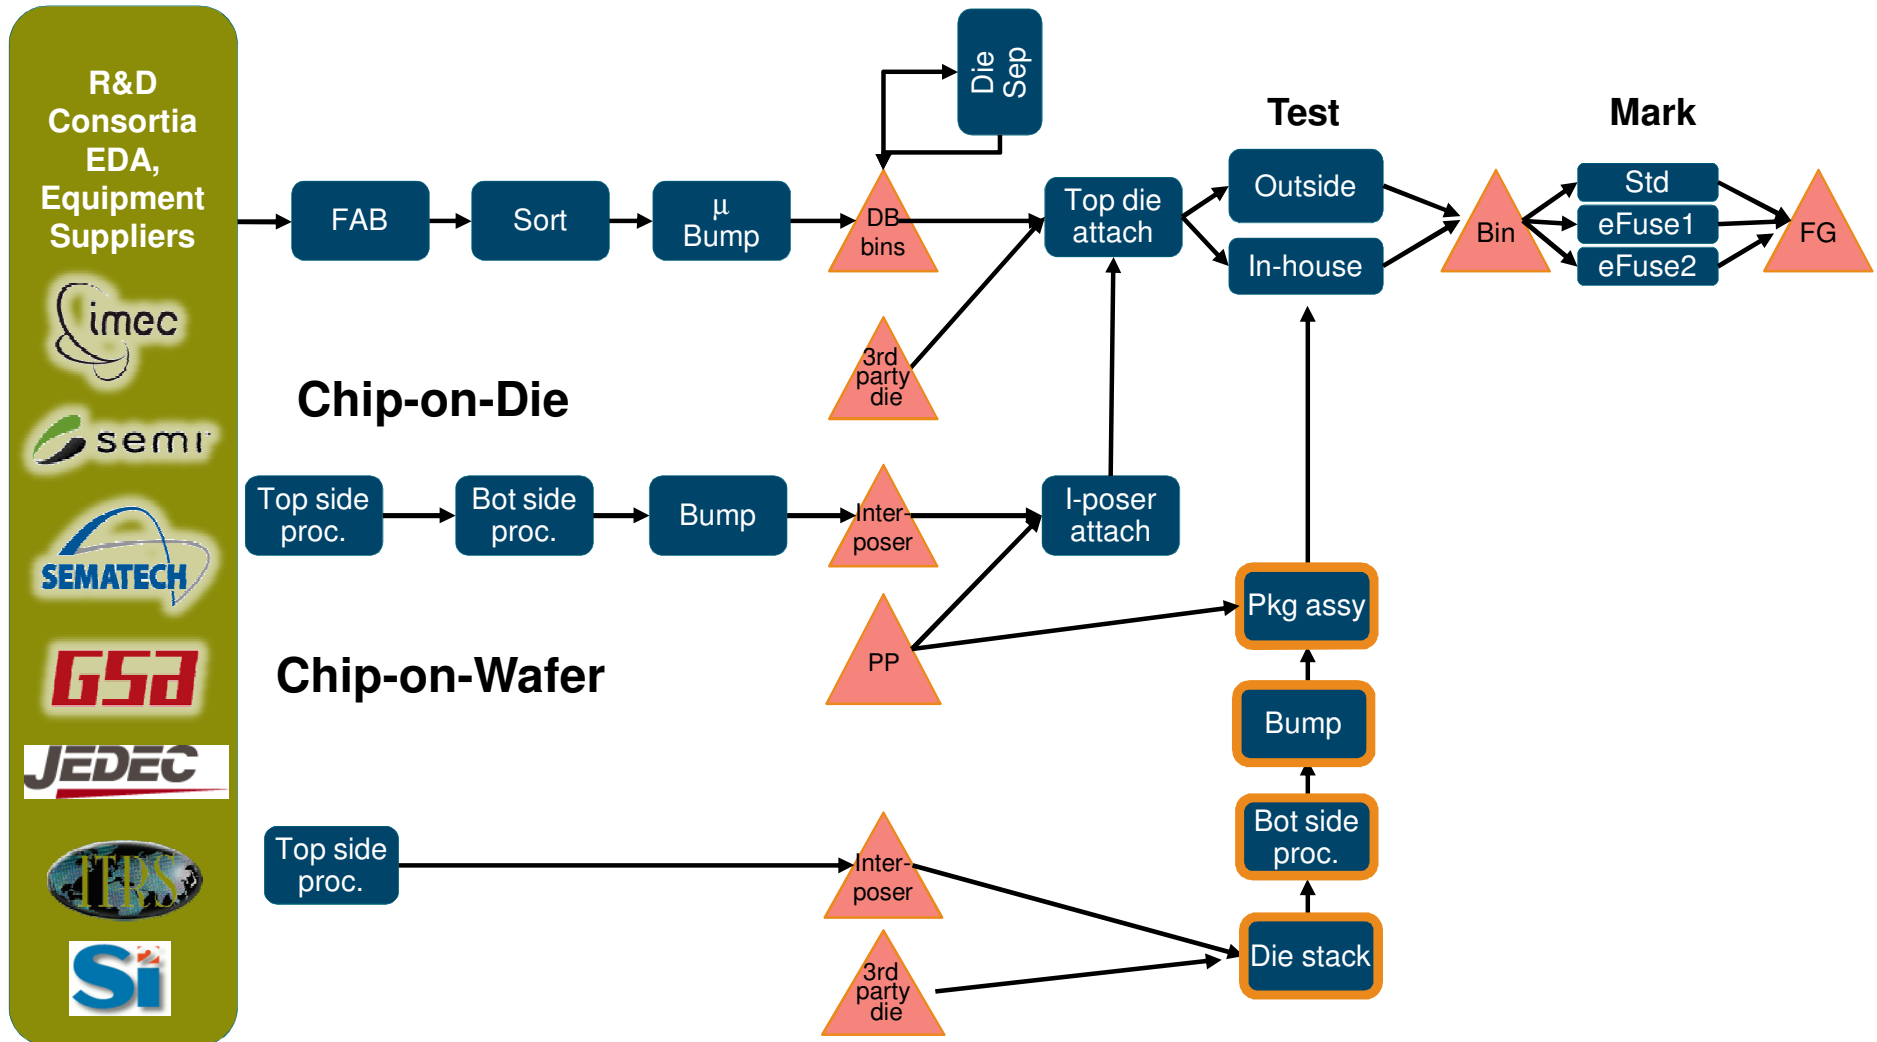 R&D
Consortia
EDA,
Equipment
Suppliers
imec
semi
SEMATECH
GSA
JEDEC
ITRS
Si2
Die
Sep
Test
Mark
FAB
Sort
µ
Bump
DB
bins
Top die
attach
Outside
In-house
Bin
Std
eFuse1
eFuse2
FG
3rd
party
die
Chip-on-Die
Top side
proc.
Bot side
proc.
Bump
Inter-
poser
I-poser
attach
PP
Pkg assy
Chip-on-Wafer
Bump
Bot side
proc.
Top side
proc.
Inter-
poser
Die stack
3rd
party
die